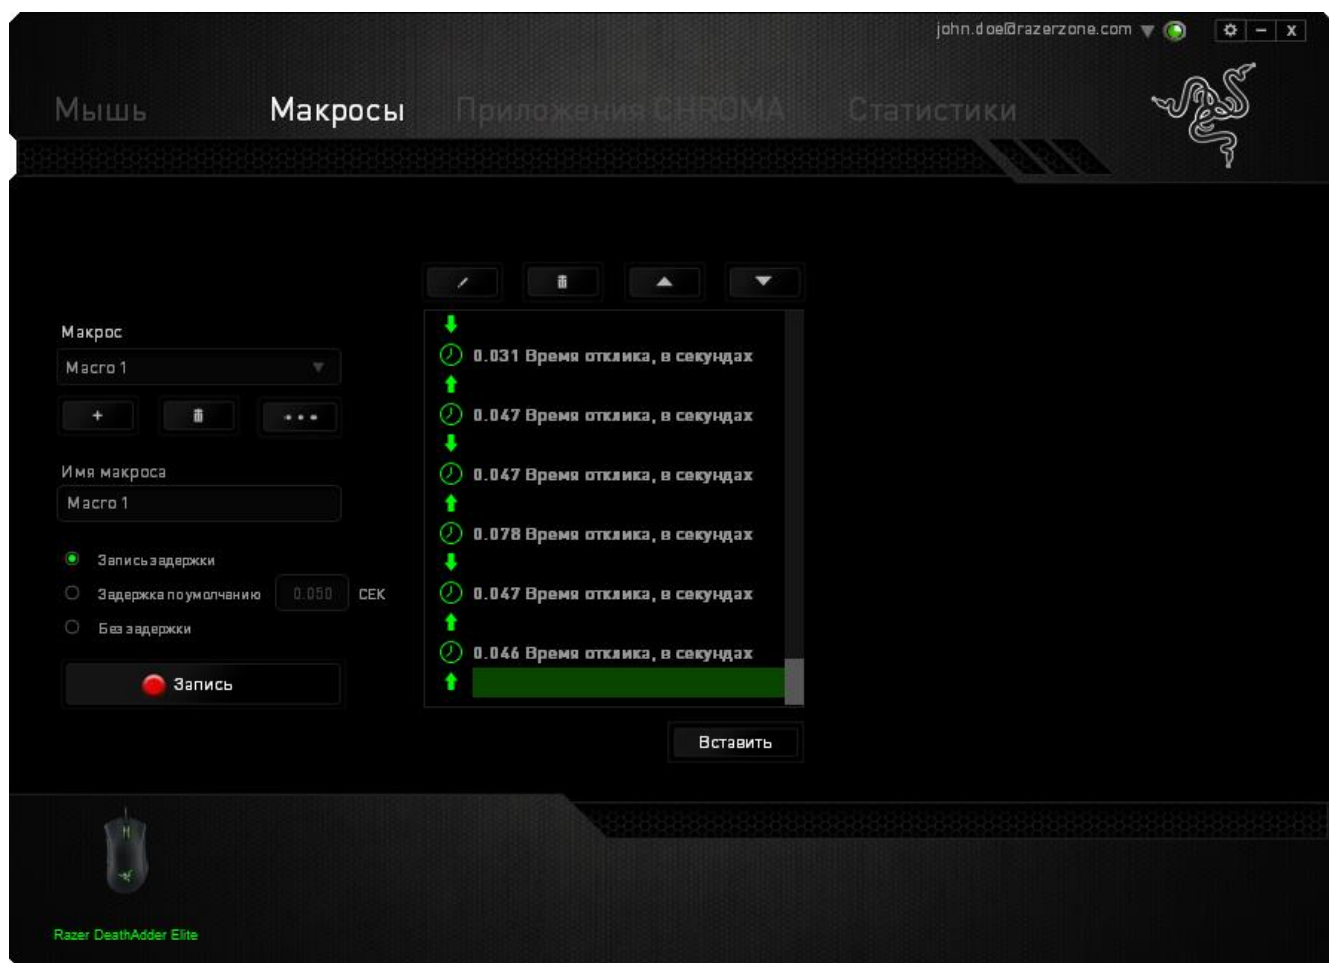 john.doe@razerzone.com
Мышь Макросы Приложения CHROMA Статистики
Макрос
Macro 1
Имя макроса
Macro 1
Запись задержки
Задержка по умолчанию 0.050 СЕК
Без задержки
Запись
0.031 Время отклика, в секундах
0.047 Время отклика, в секундах
0.047 Время отклика, в секундах
0.078 Время отклика, в секундах
0.047 Время отклика, в секундах
0.046 Время отклика, в секундах
Вставить
Razer DeathAdder Elite